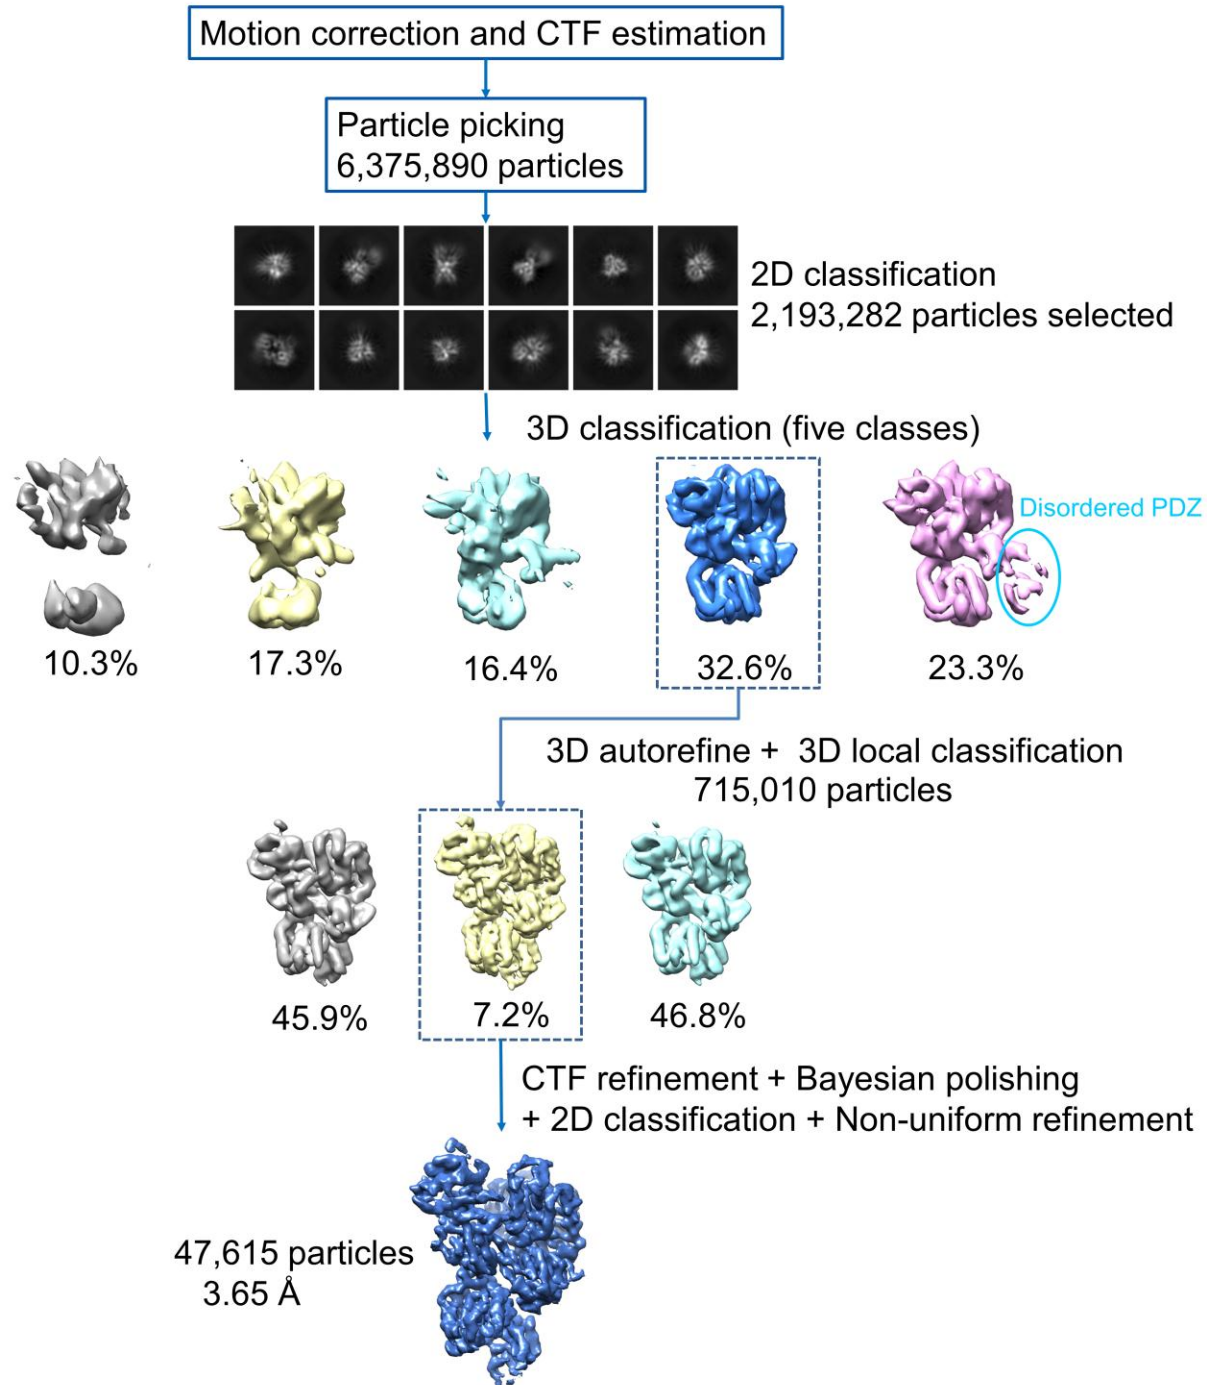 Motion correction and CTF estimation
Particle picking
6,375,890 particles
2D classification
2,193,282 particles selected
3D classification (five classes)
Disordered PDZ
10.3%
17.3%
16.4%
32.6%
23.3%
3D autorefine + 3D local classification
715,010 particles
45.9%
7.2%
46.8%
CTF refinement + Bayesian polishing
+ 2D classification + Non-uniform refinement
47,615 particles
3.65 Å